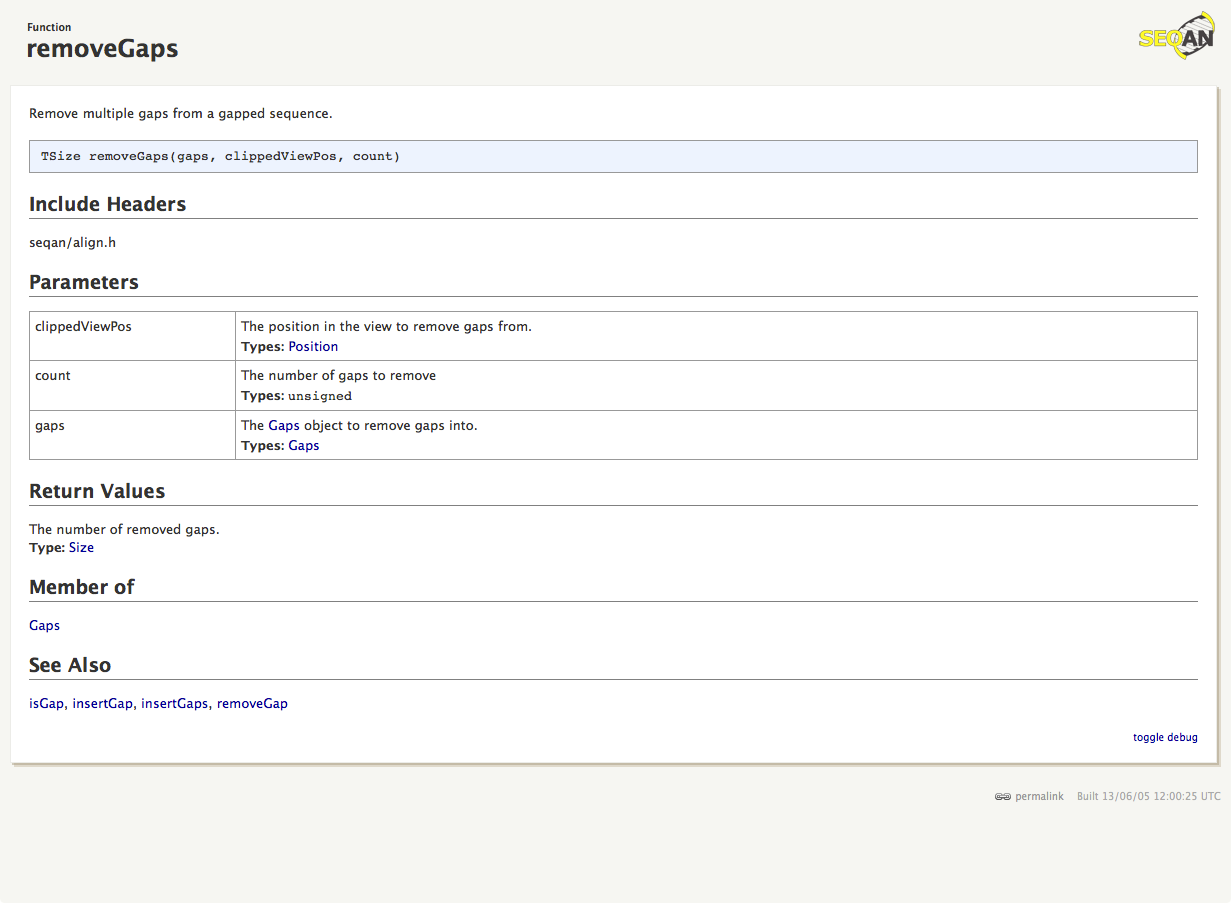 Function
removeGaps
SEQAN
Remove multiple gaps from a gapped sequence.
TSize removeGaps(gaps, clippedViewPos, count)
Include Headers
seqan/align.h
Parameters
clippedViewPos
The position in the view to remove gaps from.
Types: Position
count
The number of gaps to remove
Types: unsigned
gaps
The Gaps object to remove gaps into.
Types: Gaps
Return Values
The number of removed gaps.
Type: Size
Member of
Gaps
See Also
isGap, insertGap, insertGaps, removeGap
toggle debug
permalink Built 13/06/05 12:00:25 UTC